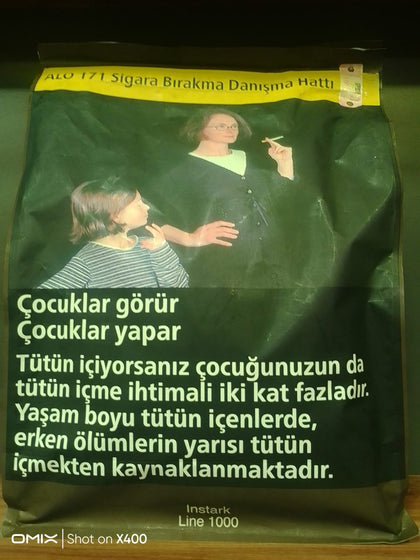 ALO 171 Sigara Bırakma Danışma Hattı
Çocuklar görür
Çocuklar yapar
Tütün içiyorsanız çocuğunuzun da
tütün içme ihtimali iki kat fazladır.
Yaşam boyu tütün içenlerde,
erken ölümlerin yarısı tütün
içmekten kaynaklanmaktadır.
Instark
Line 1000
OMIX Shot on X400